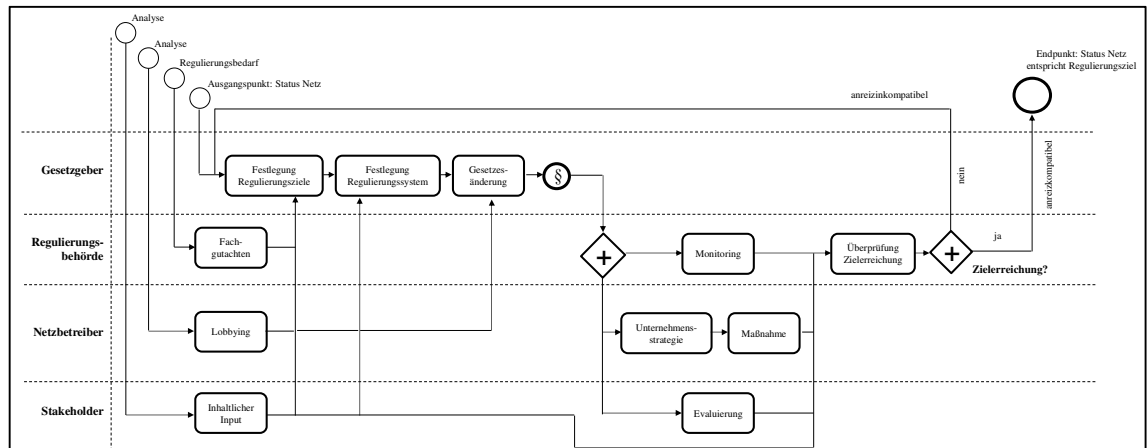 Analyse
Analyse
Regulierungsbedarf
Ausgangspunkt: Status Netz
Endpunkt: Status Netz
entspricht Regulierungsziel
anreizinkompatibel
anreizkompatibel
nein
Gesetzgeber
Festlegung
Regulierungsziele
Festlegung
Regulierungssystem
Gesetzes-
änderung
§
Regulierungs-
behörde
Fach-
gutachten
+
Monitoring
Überprüfung
Zielerreichung
+
ja
Zielerreichung?
Netzbetreiber
Lobbying
Unternehmens-
strategie
Maßnahme
Stakeholder
Inhaltlicher
Input
Evaluierung